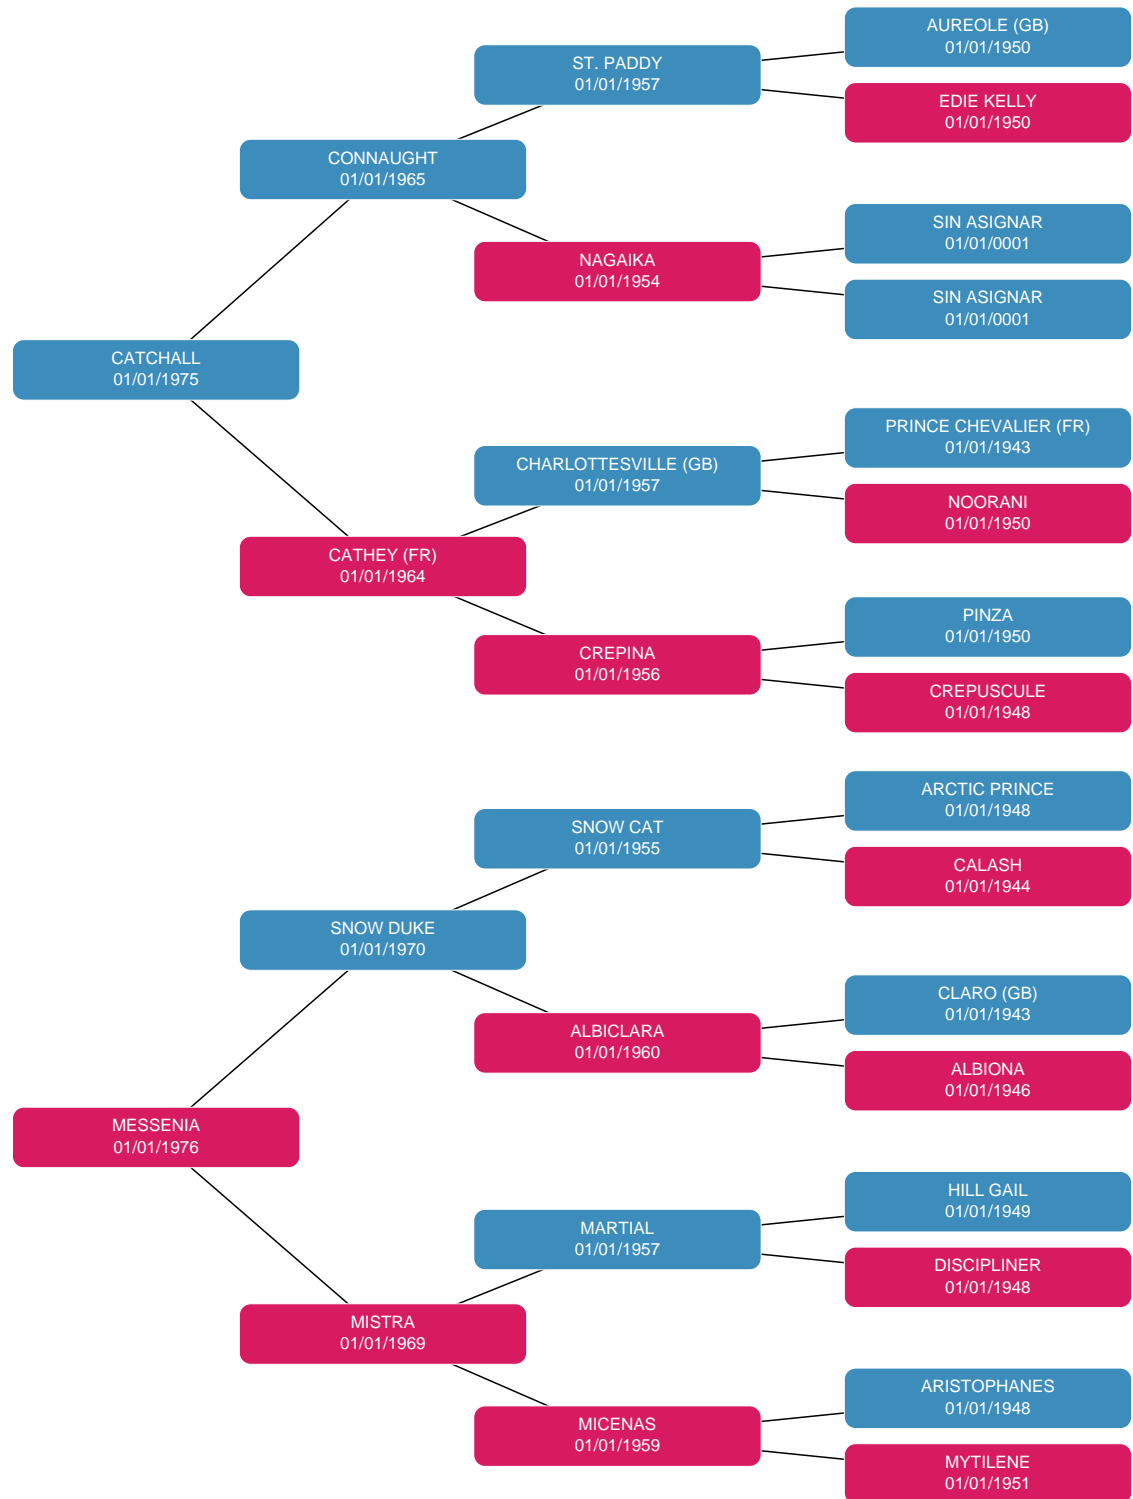 AUREOLE (GB)
01/01/1950
ST. PADDY
01/01/1957
EDIE KELLY
01/01/1950
CONNAUGHT
01/01/1965
SIN ASIGNAR
01/01/0001
NAGAIKA
01/01/1954
SIN ASIGNAR
01/01/0001
CATCHALL
01/01/1975
PRINCE CHEVALIER (FR)
01/01/1943
CHARLOTTESVILLE (GB)
01/01/1957
NOORANI
01/01/1950
CATHEY (FR)
01/01/1964
PINZA
01/01/1950
CREPINA
01/01/1956
CREPUSCULE
01/01/1948
ARCTIC PRINCE
01/01/1948
SNOW CAT
01/01/1955
CALASH
01/01/1944
SNOW DUKE
01/01/1970
CLARO (GB)
01/01/1943
ALBICLARA
01/01/1960
ALBIONA
01/01/1946
MESSENIA
01/01/1976
HILL GAIL
01/01/1949
MARTIAL
01/01/1957
DISCIPLINER
01/01/1948
MISTRA
01/01/1969
ARISTOPHANES
01/01/1948
MICENAS
01/01/1959
MYTILENE
01/01/1951